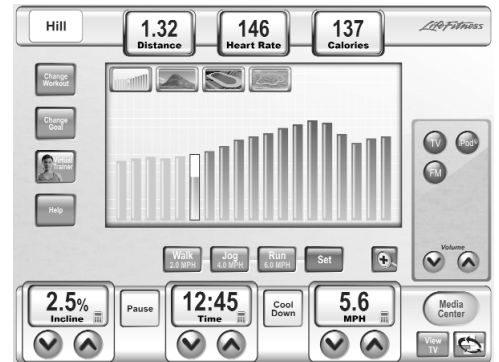 Hill
1.32
Distance
146
Heart Rate
137
Calories
LifeFitness
Change
Workout
Change
Goal
Virtual
Trainer
Help
TV
iPod
FM
Volume
Walk
2.0 MPH
Jog
4.0 MPH
Run
6.0 MPH
Set
2.5%
Incline
Pause
12:45
Time
Cool
Down
5.6
MPH
Media
Center
View
TV